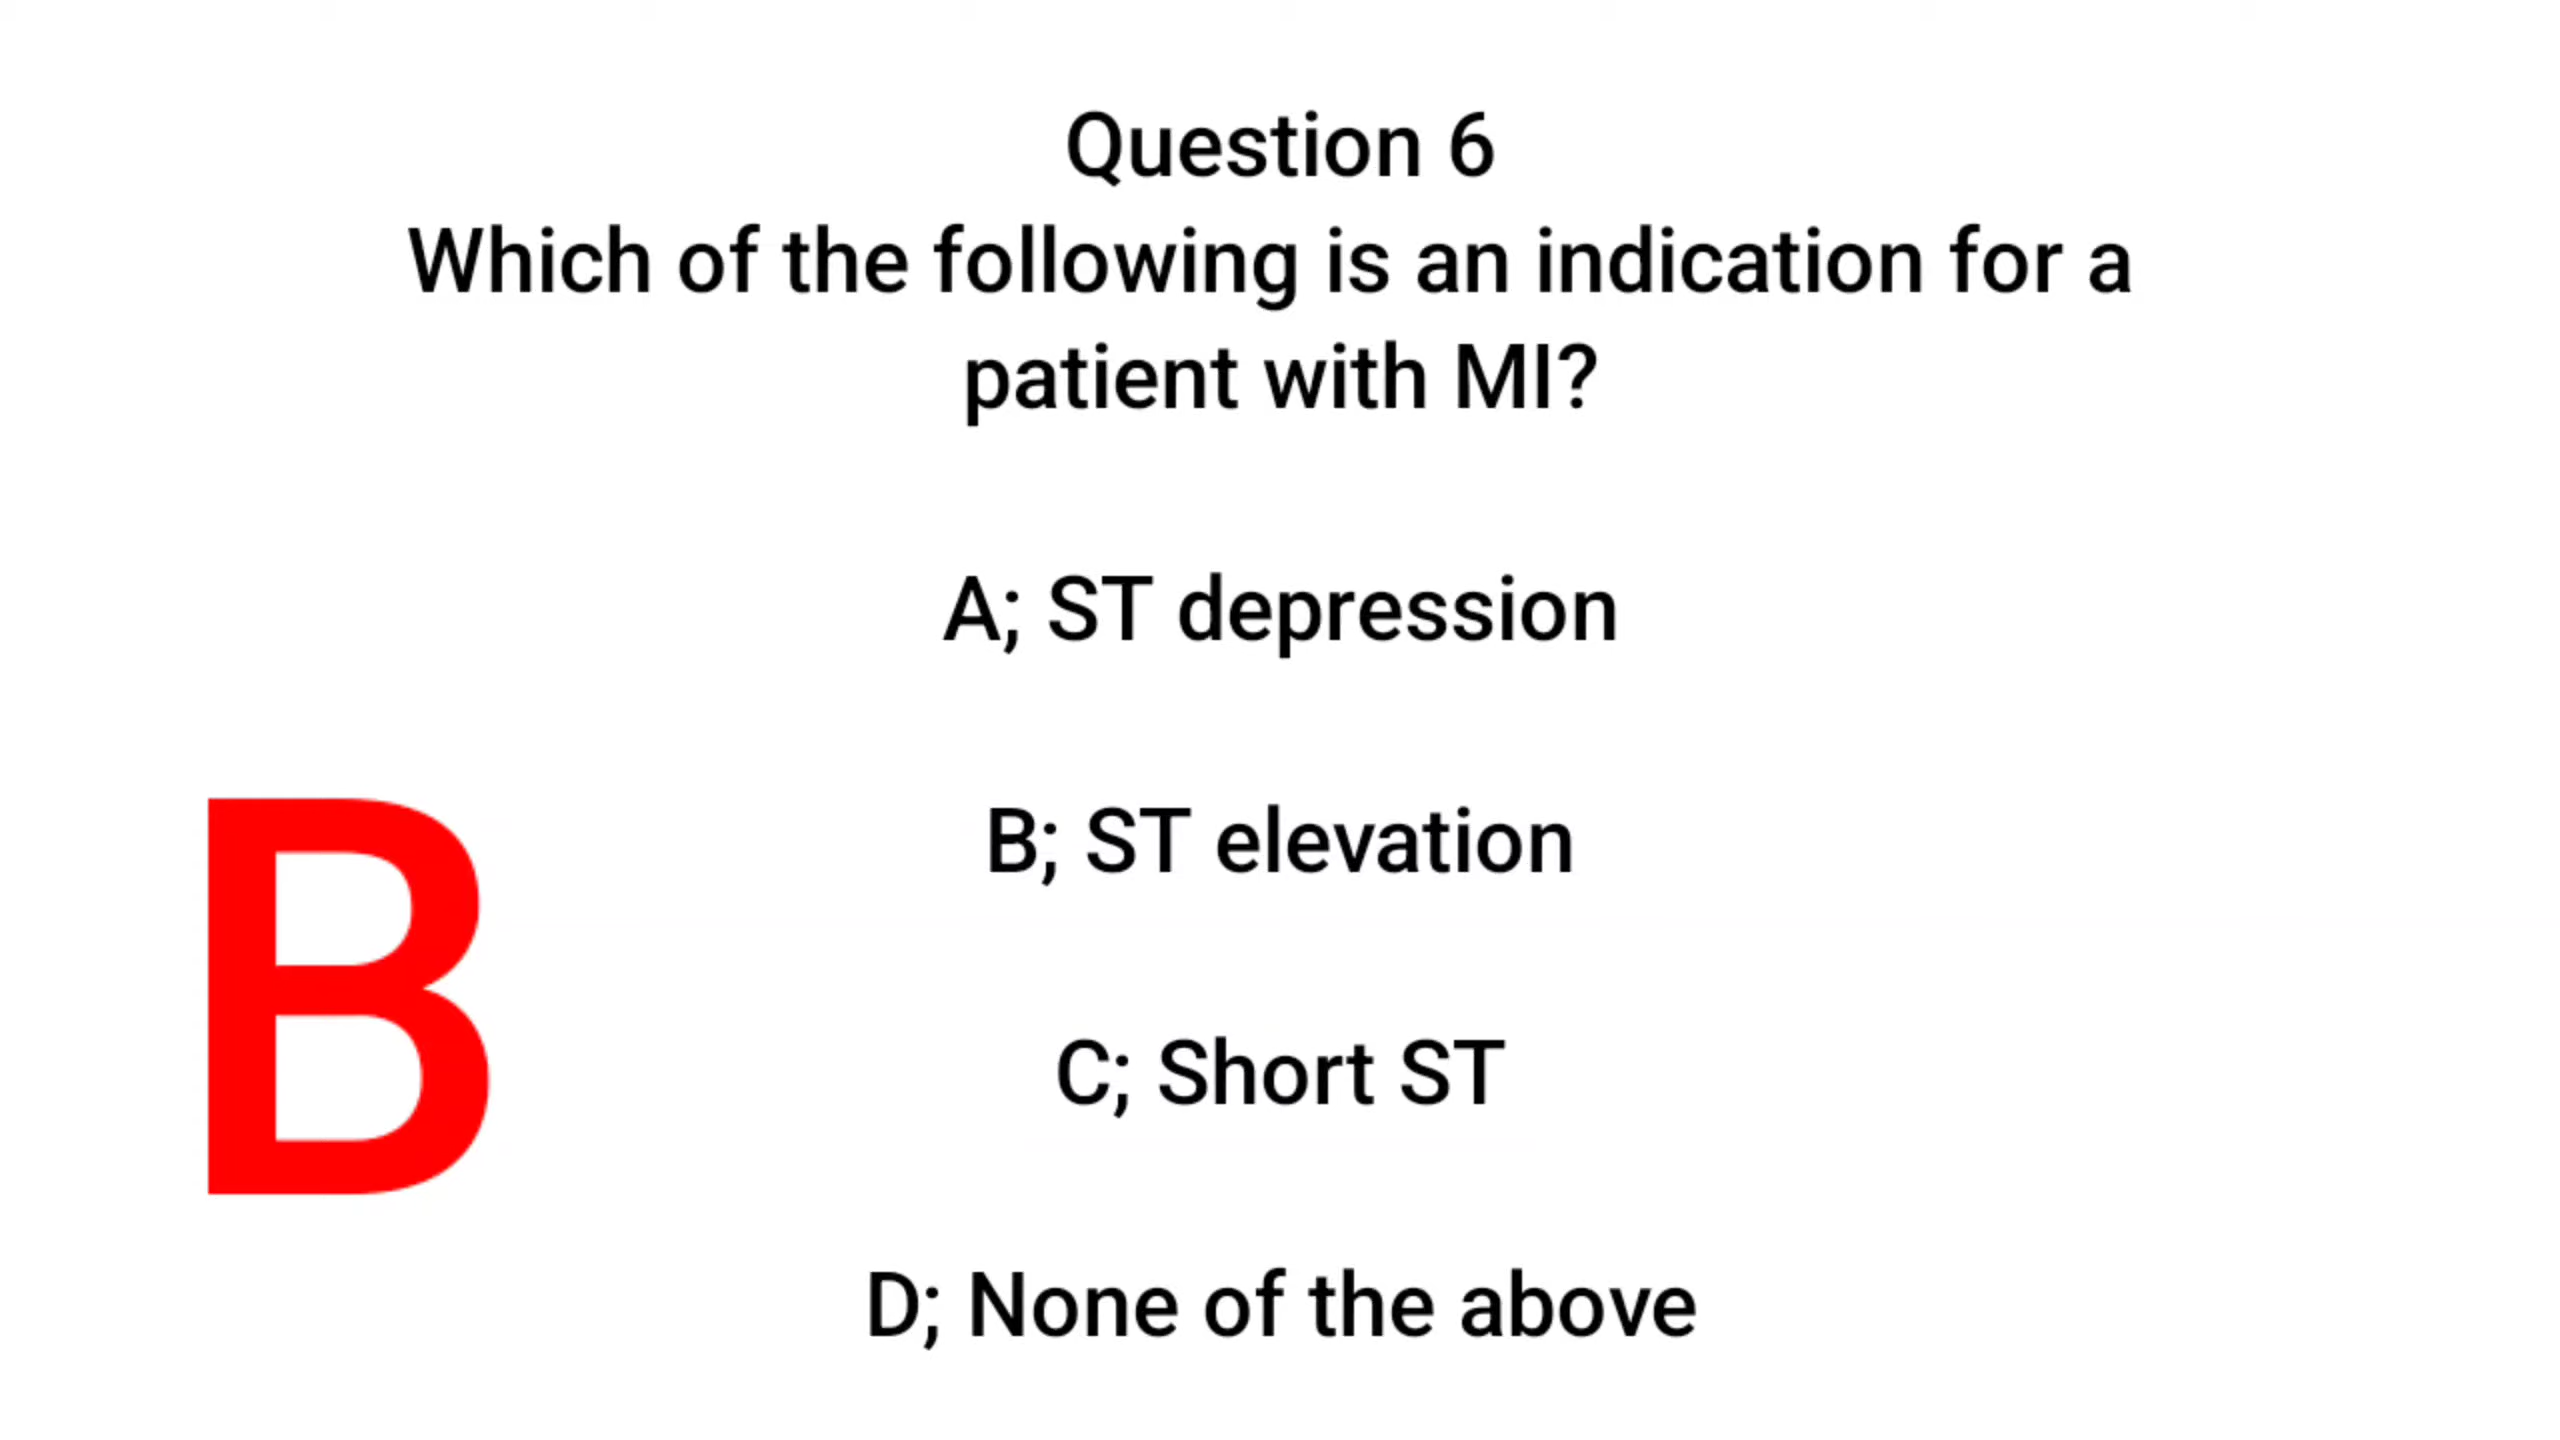 Question 6
Which of the following is an indication for a
patient with MI?
A; ST depression
B; ST elevation
B
C; Short ST
D; None of the above